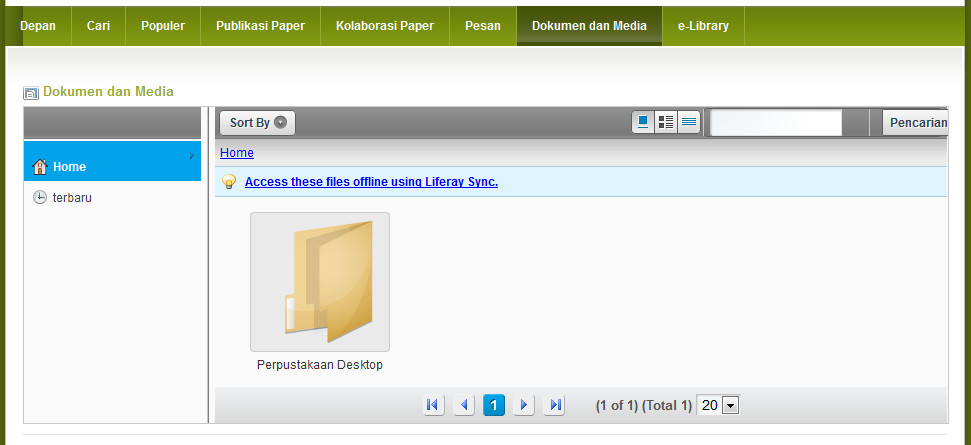 Depan Cari Populer Publikasi Paper Kolaborasi Paper Pesan Dokumen dan Media e-Library
Dokumen dan Media
Sort By Pencarian
Home
Home
Access these files offline using Liferay Sync.
terbaru
Perpustakaan Desktop
1 (1 of 1) (Total 1) 20